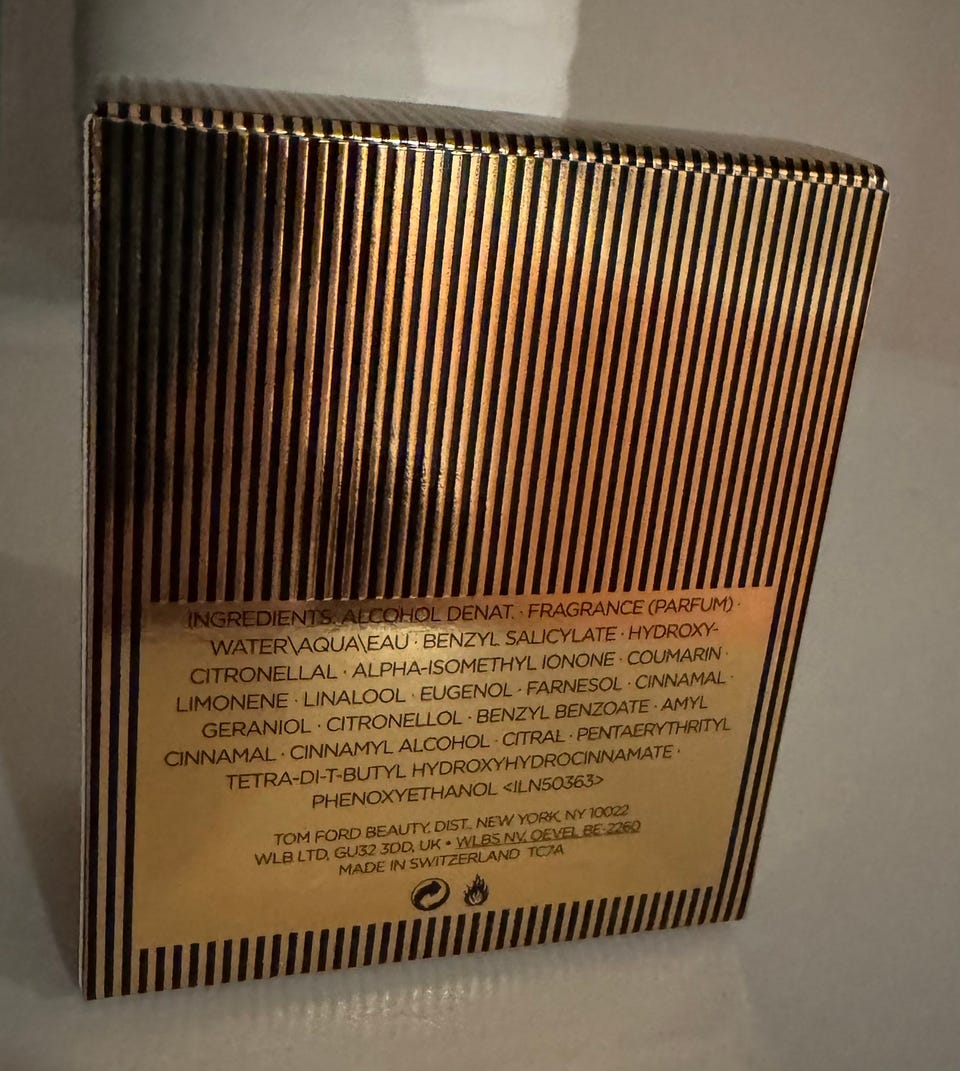 INGREDIENTS: ALCOHOL DENAT. · FRAGRANCE (PARFUM) ·
WATER\AQUA\EAU · BENZYL SALICYLATE · HYDROXY-
CITRONELLAL · ALPHA-ISOMETHYL IONONE · COUMARIN ·
LIMONENE · LINALOOL · EUGENOL · FARNESOL · CINNAMAL ·
GERANIOL · CITRONELLOL · BENZYL BENZOATE · AMYL
CINNAMAL · CINNAMYL ALCOHOL · CITRAL · PENTAERYTHRITYL
TETRA-DI-T-BUTYL HYDROXYHYDROCINNAMATE ·
PHENOXYETHANOL <ILN50363>
TOM FORD BEAUTY, DIST. NEW YORK, NY 10022
WLB LTD, GU32 3DD, UK • WLBS NV, OEVEL BE-2260
MADE IN SWITZERLAND TC7A